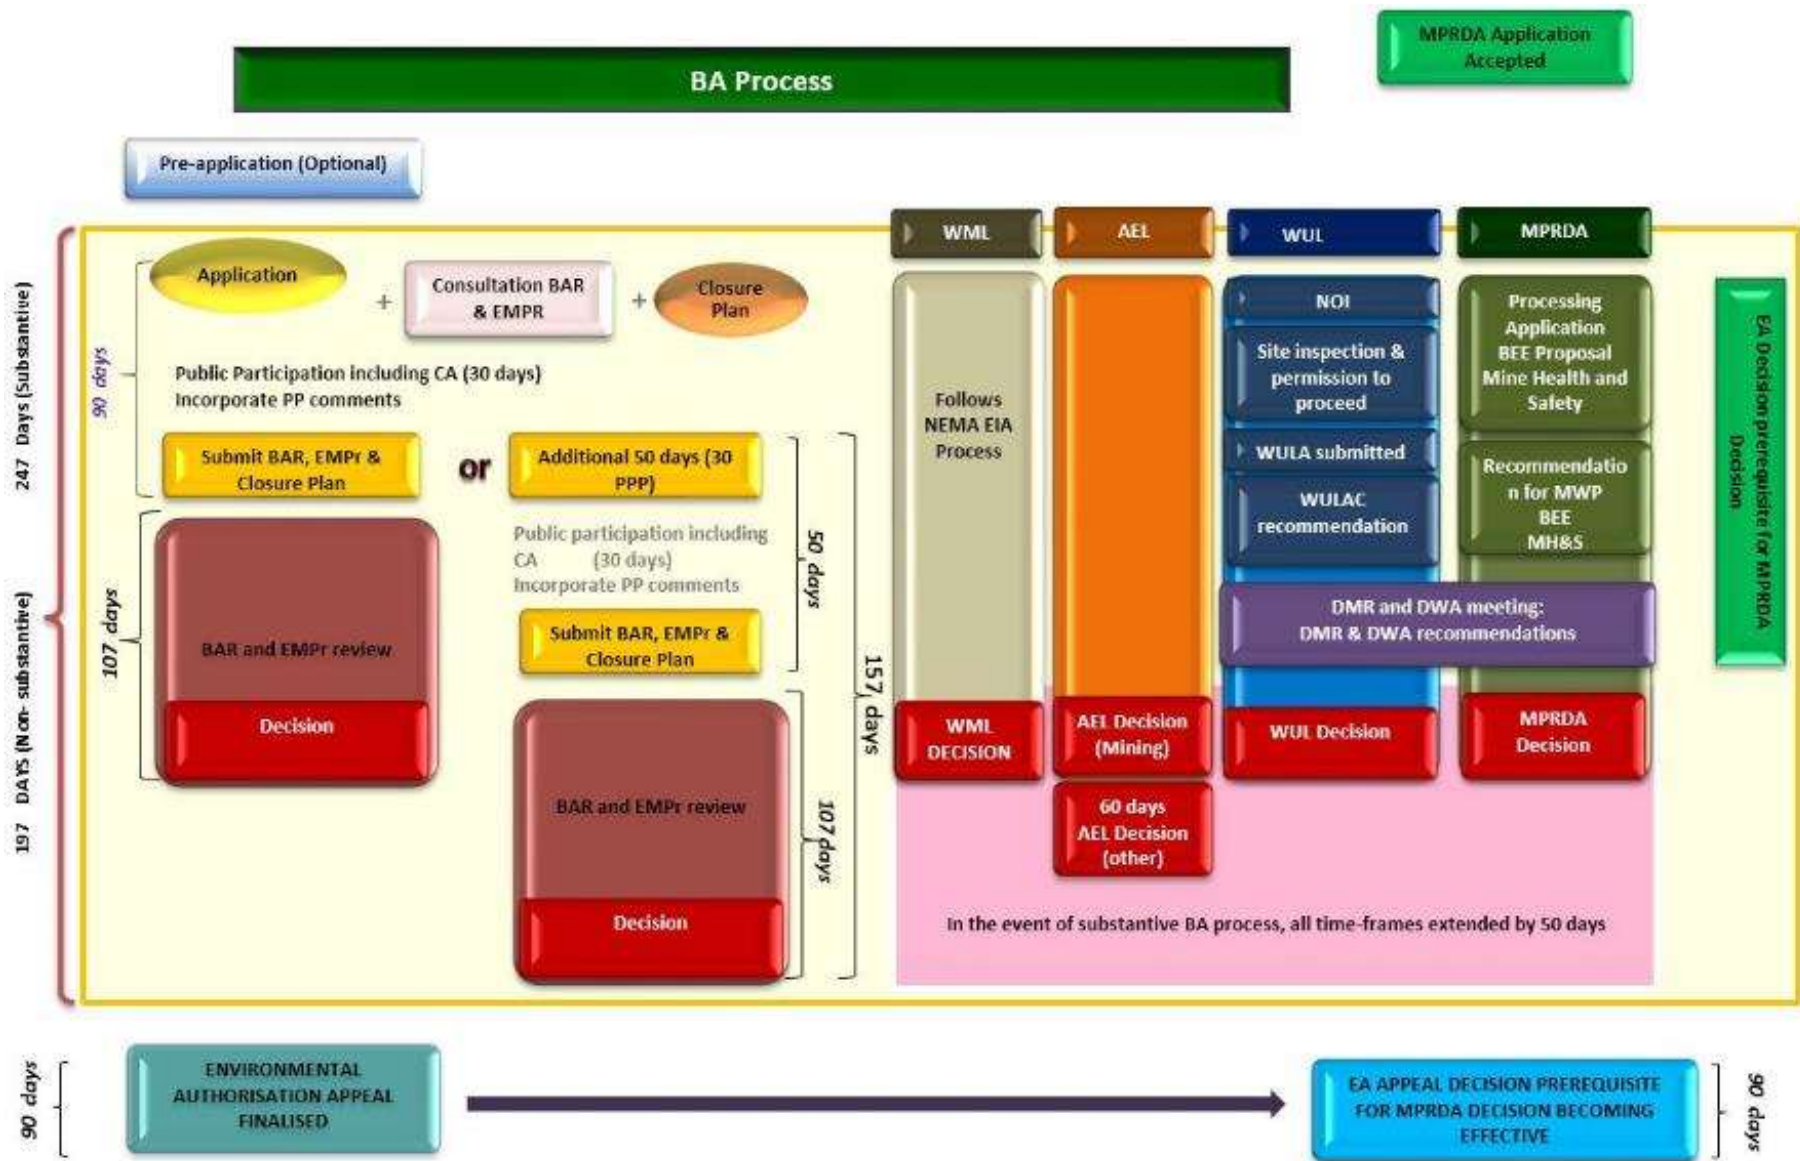 MPRDA Application
Accepted
BA Process
Pre-application (Optional)
WML
AEL
WUL
MPRDA
247 Days (Substantive)
197 DAYS (Non- substantive)
90 days
Application
+
Consultation BAR
& EMPR
+
Closure
Plan
Public Participation including CA (30 days)
Incorporate PP comments
Submit BAR, EMPr &
Closure Plan
or
Additional 50 days (30
PPP)
Public participation including
CA (30 days)
Incorporate PP comments
Submit BAR, EMPr &
Closure Plan
50 days
107 days
BAR and EMPr review
Decision
BAR and EMPr review
Decision
107 days
157 days
Follows
NEMA EIA
Process
WML
DECISION
AEL Decision
(Mining)
60 days
AEL Decision
(other)
NOI
Site inspection &
permission to
proceed
WULA submitted
WULAC
recommendation
Processing
Application
BEE Proposal
Mine Health and
Safety
Recommendatio
n for MWP
BEE
MH&S
DMR and DWA meeting:
DMR & DWA recommendations
WUL Decision
MPRDA
Decision
EA Decision prerequisite for MPRDA
Decision
In the event of substantive BA process, all time-frames extended by 50 days
90 days
ENVIRONMENTAL
AUTHORISATION APPEAL
FINALISED
EA APPEAL DECISION PREREQUISITE
FOR MPRDA DECISION BECOMING
EFFECTIVE
90 days